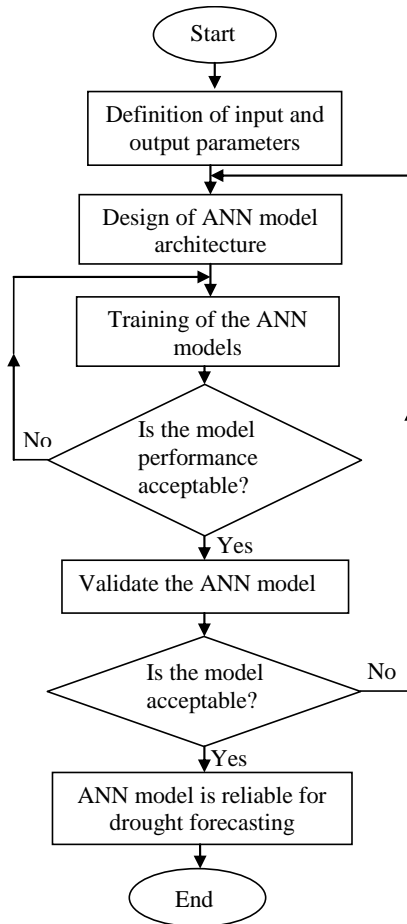 Start
Definition of input and
output parameters
Design of ANN model
architecture
Training of the ANN
models
No
Is the model
performance
acceptable?
Yes
Validate the ANN model
Is the model
acceptable?
No
Yes
ANN model is reliable for
drought forecasting
End